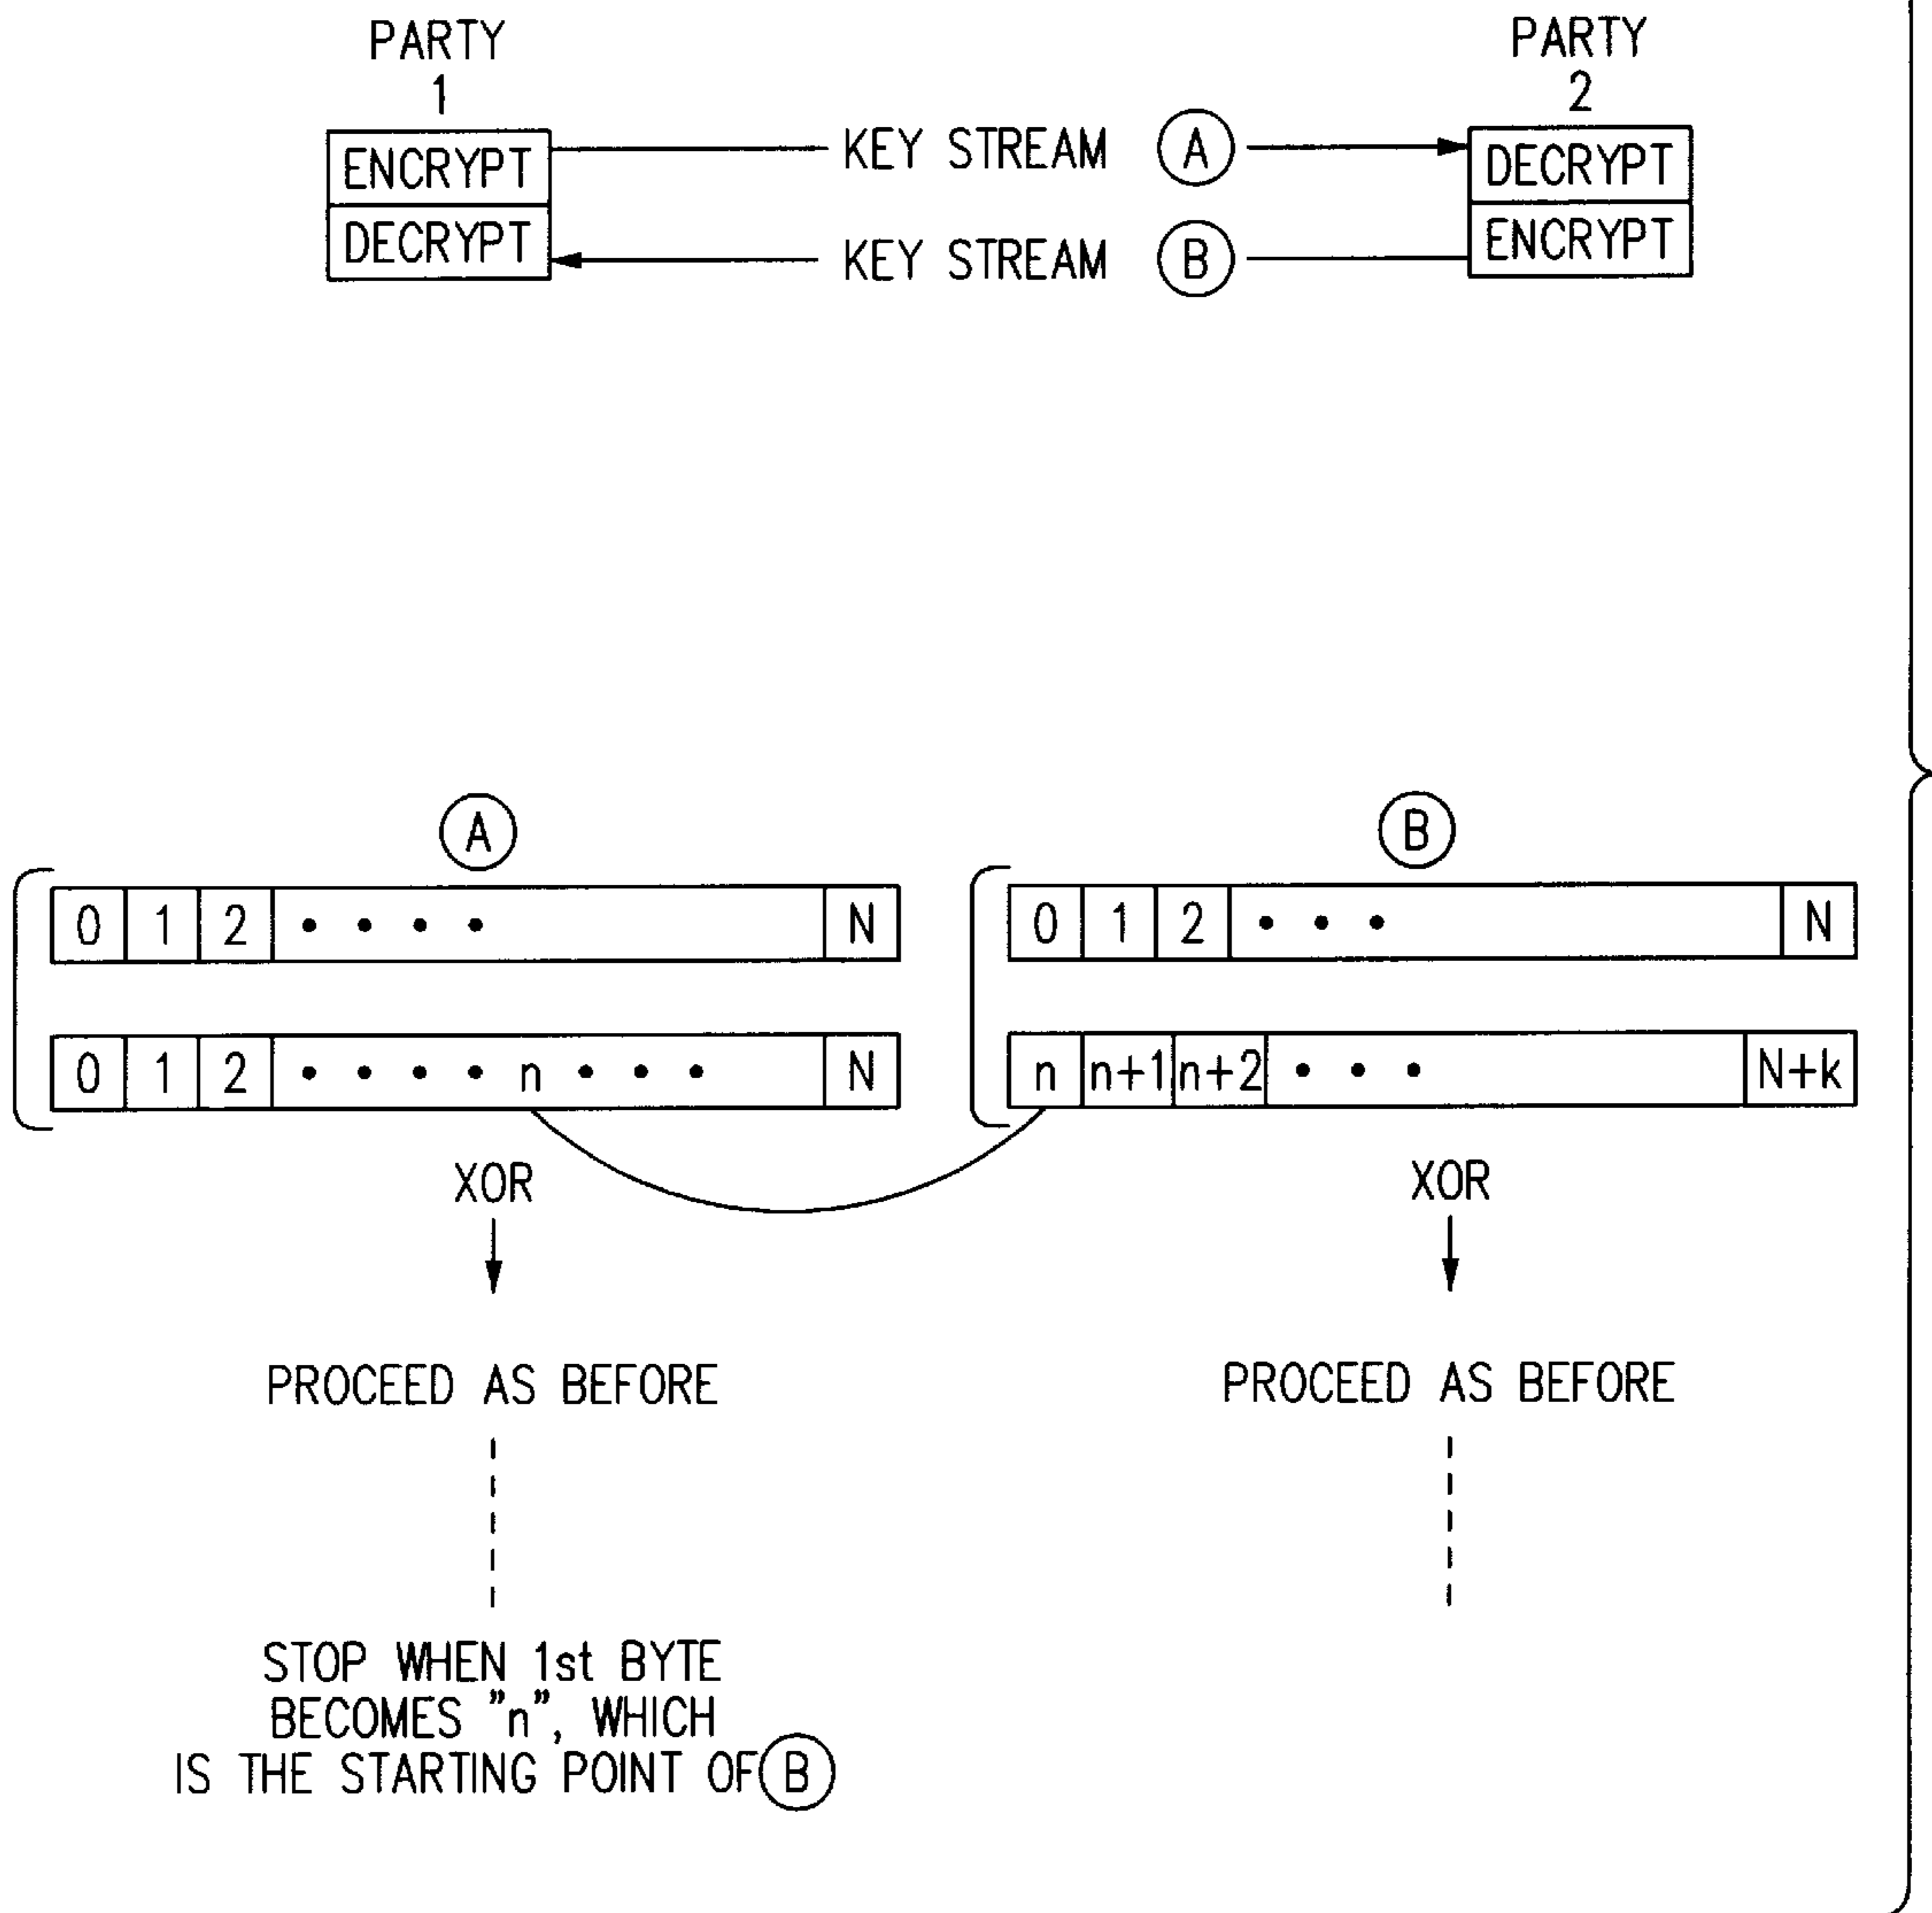 PARTY
1
PARTY
2
ENCRYPT
DECRYPT
KEY STREAM A
KEY STREAM B
DECRYPT
ENCRYPT
A
0 1 2 • • • • N
0 1 2 • • • • n • • • N
XOR
PROCEED AS BEFORE
STOP WHEN 1st BYTE
BECOMES "n", WHICH
IS THE STARTING POINT OF B
B
0 1 2 • • • N
n n+1 n+2 • • • N+k
XOR
PROCEED AS BEFORE